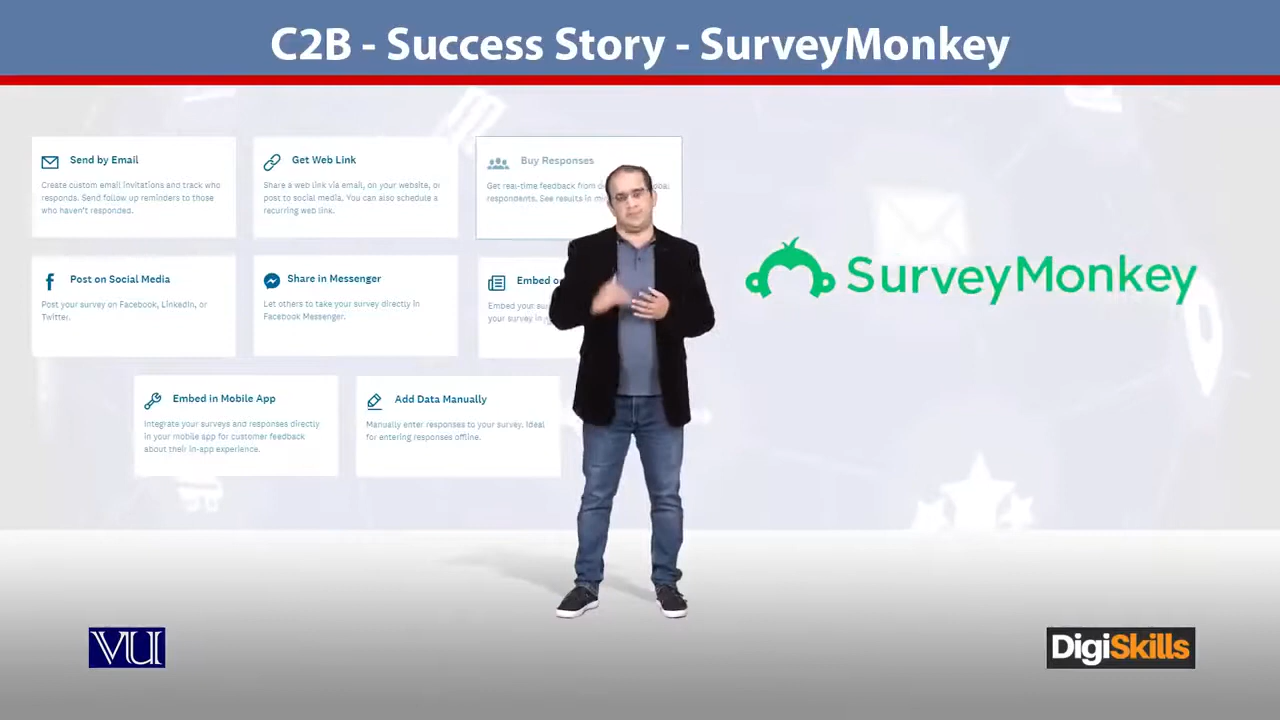 C2B - Success Story - SurveyMonkey
Send by Email
Create custom email invitations and track who
responds. Send follow up reminders to those
who haven't responded.
Get Web Link
Share a web link via email, on your website, or
post to social media. You can also schedule a
recurring web link.
Buy Responses
Get real-time feedback from
respondents. See results in
Post on Social Media
Post your survey on Facebook, LinkedIn, or
Twitter.
Share in Messenger
Let others to take your survey directly in
Facebook Messenger.
Embed
Embed your
your survey in
Embed in Mobile App
Integrate your surveys and responses directly
in your mobile app for customer feedback
about their in-app experience.
Add Data Manually
Manually enter responses to your survey. Ideal
for entering responses offline.
SurveyMonkey
VU
DigiSkills